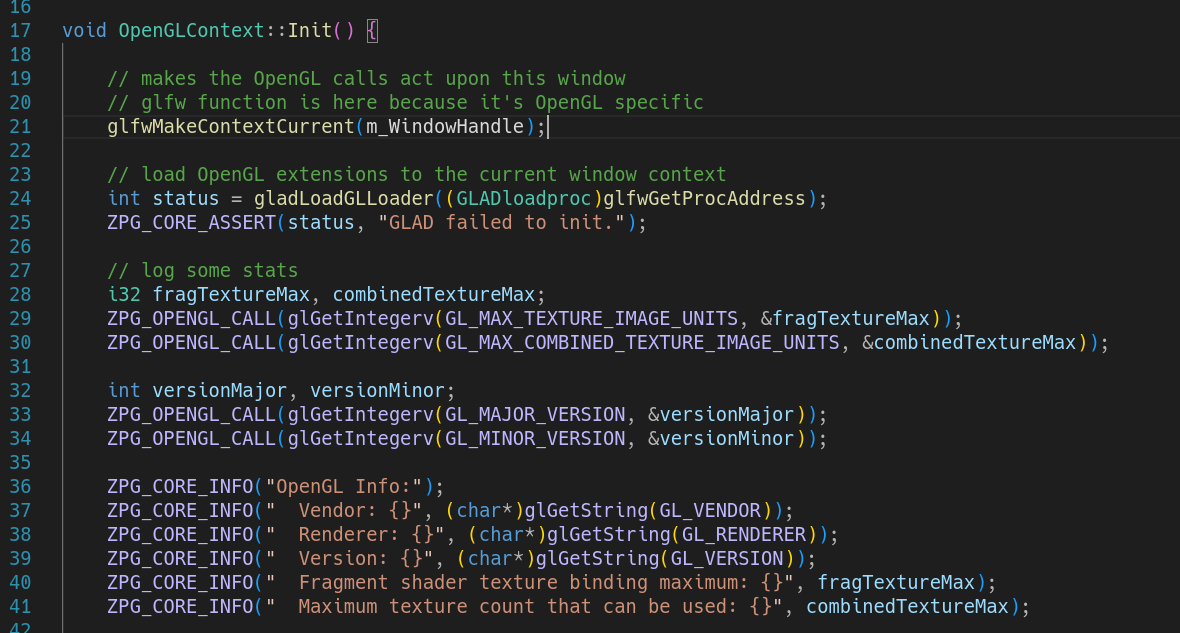 16
17 void OpenGLContext::Init() {
18
19 // makes the OpenGL calls act upon this window
20 // glfw function is here because it's OpenGL specific
21 glfwMakeContextCurrent(m_WindowHandle);
22
23 // load OpenGL extensions to the current window context
24 int status = gladLoadGLLoader((GLADloadproc)glfwGetProcAddress);
25 ZPG_CORE_ASSERT(status, "GLAD failed to init.");
26
27 // log some stats
28 i32 fragTextureMax, combinedTextureMax;
29 ZPG_OPENGL_CALL(glGetIntegerv(GL_MAX_TEXTURE_IMAGE_UNITS, &fragTextureMax));
30 ZPG_OPENGL_CALL(glGetIntegerv(GL_MAX_COMBINED_TEXTURE_IMAGE_UNITS, &combinedTextureMax));
31
32 int versionMajor, versionMinor;
33 ZPG_OPENGL_CALL(glGetIntegerv(GL_MAJOR_VERSION, &versionMajor));
34 ZPG_OPENGL_CALL(glGetIntegerv(GL_MINOR_VERSION, &versionMinor));
35
36 ZPG_CORE_INFO("OpenGL Info:");
37 ZPG_CORE_INFO("  Vendor: {}", (char*)glGetString(GL_VENDOR));
38 ZPG_CORE_INFO("  Renderer: {}", (char*)glGetString(GL_RENDERER));
39 ZPG_CORE_INFO("  Version: {}", (char*)glGetString(GL_VERSION));
40 ZPG_CORE_INFO("  Fragment shader texture binding maximum: {}", fragTextureMax);
41 ZPG_CORE_INFO("  Maximum texture count that can be used: {}", combinedTextureMax);
42